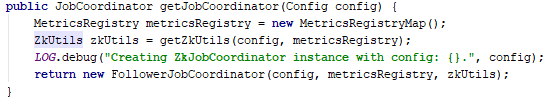 public JobCoordinator getJobCoordinator(Config config) {
    MetricsRegistry metricsRegistry = new MetricsRegistryMap();
    ZkUtils zkUtils = getZkUtils(config, metricsRegistry);
    LOG.debug("Creating ZkJobCoordinator instance with config: {}.", config);
    return new FollowerJobCoordinator(config, metricsRegistry, zkUtils);
}